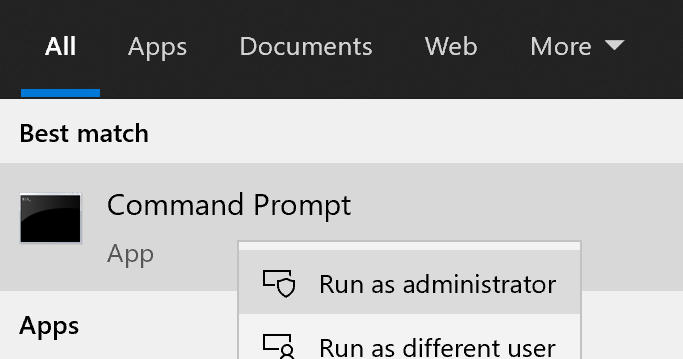 All Apps Documents Web More
Best match
Command Prompt
App
Run as administrator
Apps
Run as different user